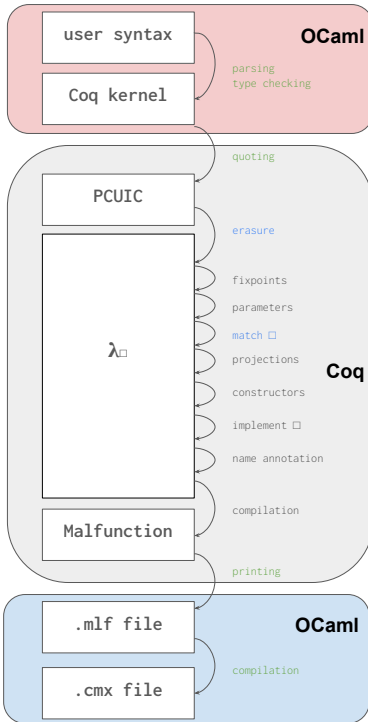 user syntax
OCaml
parsing
type checking
Coq kernel
quoting
PCUIC
erasure
fixpoints
parameters
match □
λ□
projections
Coq
constructors
implement □
name annotation
compilation
Malfunction
printing
.mlf file
OCaml
compilation
.cmx file